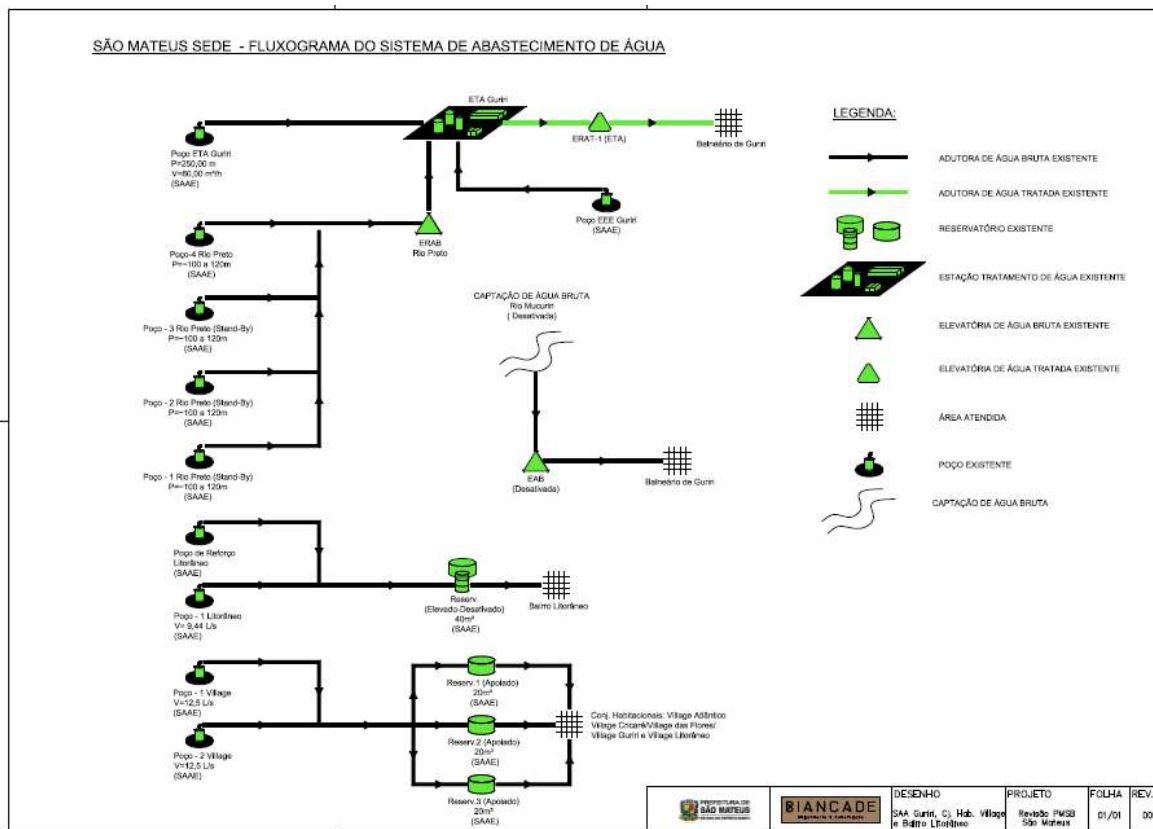 SÃO MATEUS SEDE - FLUXOGRAMA DO SISTEMA DE ABASTECIMENTO DE ÁGUA
ETA Guriri
Poço ETA Guriri
P=250,00 m
V=80,00 m³/h
(SAAE)
ERAT-1 (ETA)
Balneário de Guriri
Poço EEE Guriri
(SAAE)
ERAB
Rio Preto
Poço-4 Rio Preto
P=~100 a 120m
(SAAE)
Poço - 3 Rio Preto (Stand-By)
P=~100 a 120m
(SAAE)
Poço - 2 Rio Preto (Stand-By)
P=~100 a 120m
(SAAE)
Poço - 1 Rio Preto (Stand-By)
P=~100 a 120m
(SAAE)
CAPTAÇÃO DE ÁGUA BRUTA
Rio Mucuriri
( Desativada)
EAB
(Desativada)
Balneário de Guriri
Poço de Reforço
Litorâneo
(SAAE)
Poço - 1 Litorâneo
V= 9,44 L/s
(SAAE)
Reserv.
(Elevado-Desativado)
40m³
(SAAE)
Bairro Litorâneo
Poço - 1 Village
V=12,5 L/s
(SAAE)
Poço - 2 Village
V=12,5 L/s
(SAAE)
Reserv.1 (Apoiado)
20m³
(SAAE)
Reserv.2 (Apoiado)
20m³
(SAAE)
Reserv.3 (Apoiado)
20m³
(SAAE)
Conj. Habitacionais: Village Atlântico
Village Cricaré/Village das Flores/
Village Guriri e Village Litorâneo
LEGENDA:
ADUTORA DE ÁGUA BRUTA EXISTENTE
ADUTORA DE ÁGUA TRATADA EXISTENTE
RESERVATÓRIO EXISTENTE
ESTAÇÃO TRATAMENTO DE ÁGUA EXISTENTE
ELEVATÓRIA DE ÁGUA BRUTA EXISTENTE
ELEVATÓRIA DE ÁGUA TRATADA EXISTENTE
ÁREA ATENDIDA
POÇO EXISTENTE
CAPTAÇÃO DE ÁGUA BRUTA
PREFEITURA DE
SÃO MATEUS
BIANCADE
DESENHO
SAA Guriri, Cj. Hab. Village
e Bairro Litorâneo
PROJETO
Revisão PMSB
São Mateus
FOLHA
01/01
REV.
00